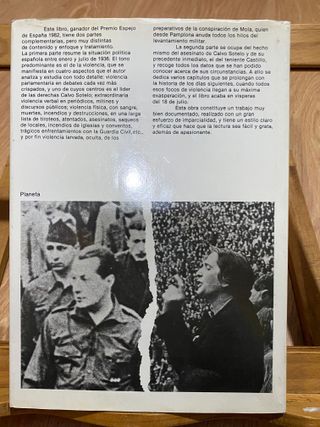 Este libro, ganador del Premio Espejo
de España 1982, tiene dos partes
complementarias, pero muy distintas
de contenido y enfoque y tratamiento.
La primera parte resume la situación política
española entre enero y julio de 1936. El tono
predominante es el de la violencia, que se
manifiesta en cuatro aspectos que el autor
analiza y estudia con todo detalle: violencia
parlamentaria en debates cada vez más
crispados, y uno de cuyos centros es el líder
de las derechas Calvo Sotelo; extraordinaria
violencia verbal en periódicos, mítines y
discursos públicos; violencia física, con sangre,
muertes, incendios y destrucciones, en una larga
lista de tiroteos, atentados, asesinatos, saqueos
de locales, incendios de iglesias y conventos,
trágicos enfrentamientos con la Guardia Civil, etc.,
y por fin violencia larvada, oculta, de los
preparativos de la conspiración de Mola, quien
desde Pamplona anuda todos los hilos del
levantamiento militar.
La segunda parte se ocupa del hecho
mismo del asesinato de Calvo Sotelo y de su
precedente inmediato, el del teniente Castillo,
y recoge todos los datos que se han podido
conocer acerca de sus circunstancias. A ello se
dedica varios capítulos que se prolongan con
la historia de los días siguientes, cuando todos
esos focos de violencia llegan a su máxima
exasperación, y el libro acaba en vísperas
del 18 de julio.
Esta obra constituye un trabajo muy
bien documentado, realizado con un gran
esfuerzo de imparcialidad, y tiene un estilo claro
y eficaz que hace que la lectura sea fácil y grata,
además de apasionante.
Planeta